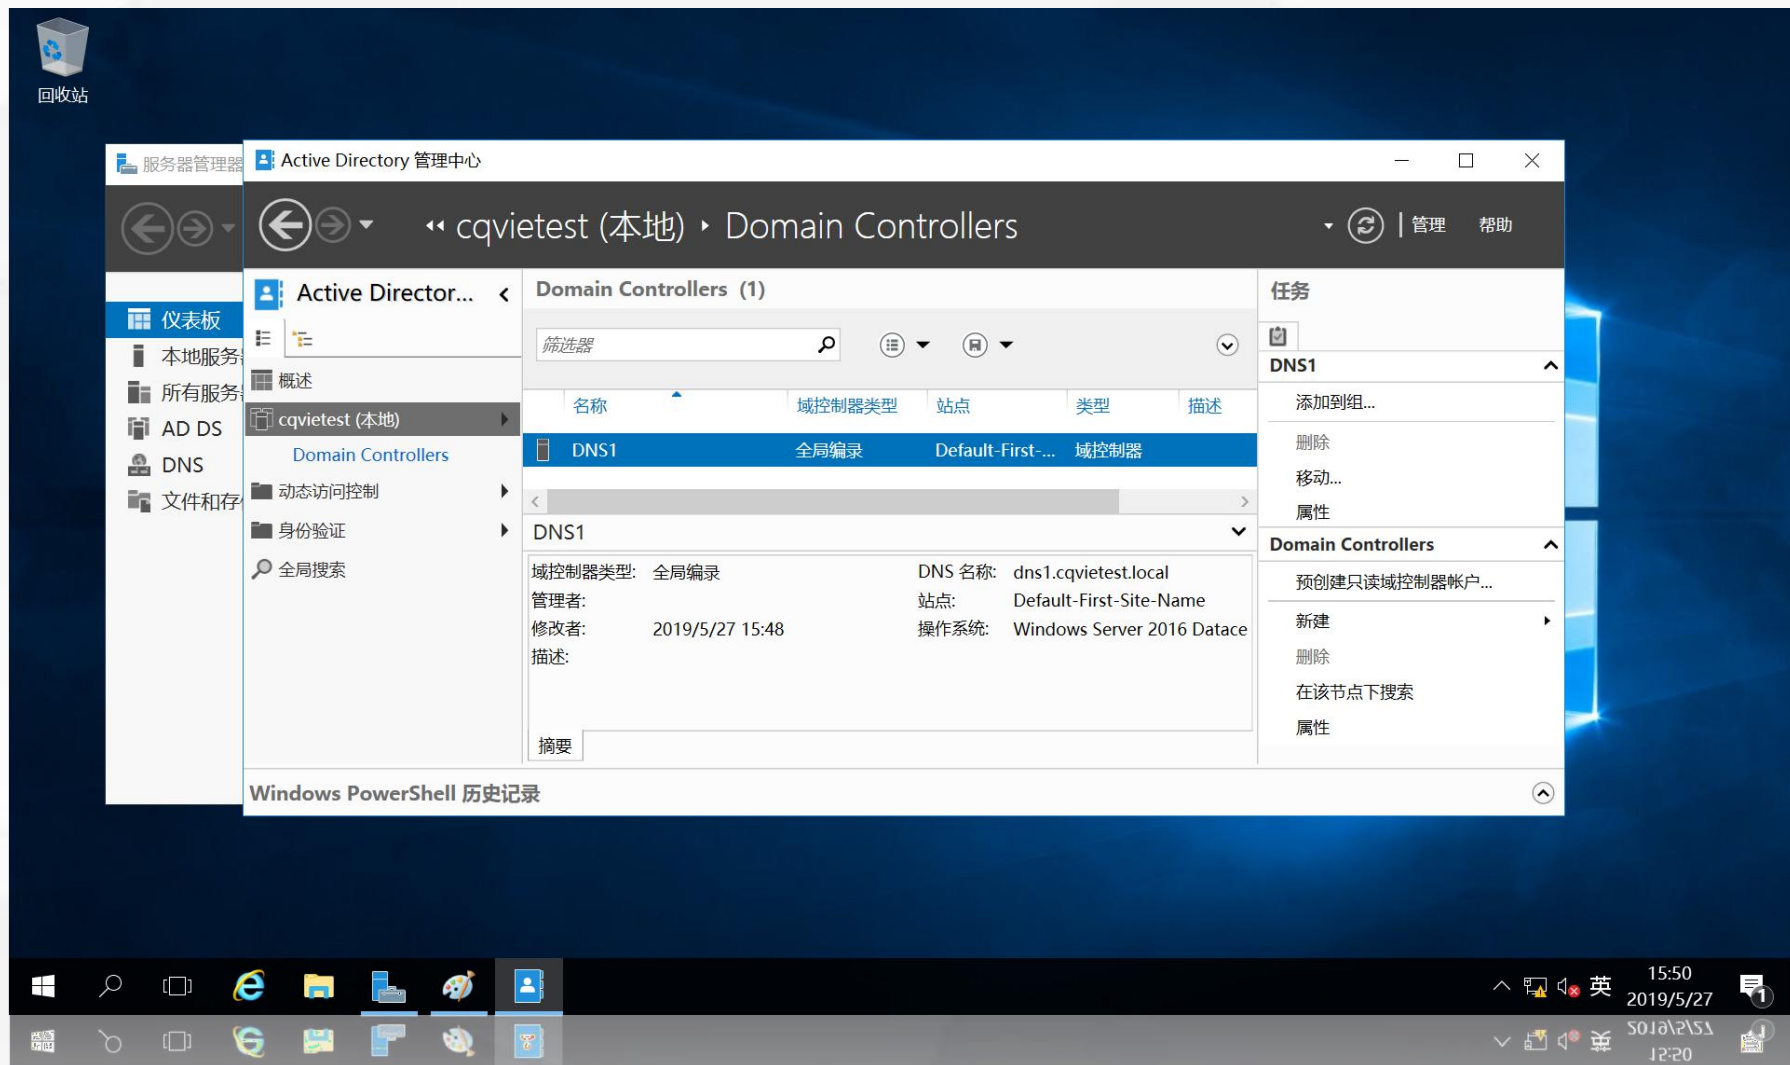 回收站
服务器管理器
Active Directory 管理中心
cqvietest (本地) ‣ Domain Controllers
管理
帮助
仪表板
本地服务
所有服务
AD DS
DNS
文件和存
Active Director...
概述
cqvietest (本地)
Domain Controllers
动态访问控制
身份验证
全局搜索
Domain Controllers (1)
筛选器
名称 域控制器类型 站点 类型 描述
DNS1 全局编录 Default-First-... 域控制器
DNS1
域控制器类型: 全局编录 DNS 名称: dns1.cqvietest.local
管理者: 站点: Default-First-Site-Name
修改者: 2019/5/27 15:48 操作系统: Windows Server 2016 Datace
描述:
摘要
任务
DNS1
添加到组...
删除
移动...
属性
Domain Controllers
预创建只读域控制器帐户...
新建
删除
在该节点下搜索
属性
Windows PowerShell 历史记录
英
15:50
2019/5/27
1